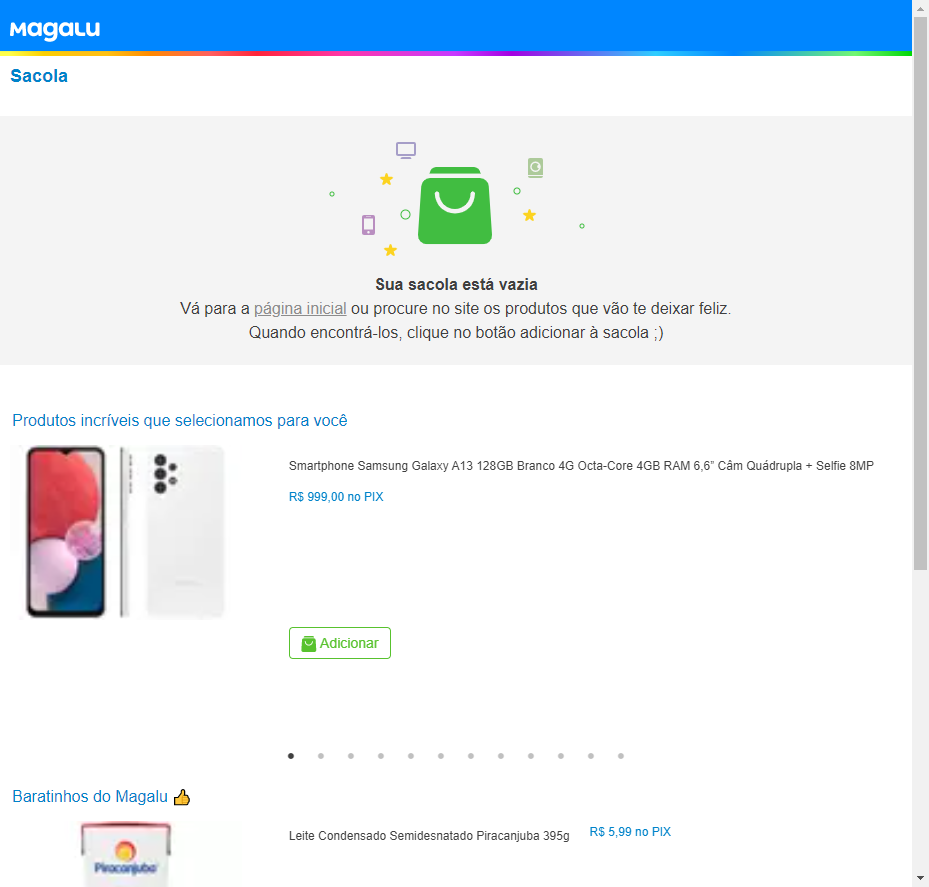 Magalu
Sacola
Sua sacola está vazia
Vá para a página inicial ou procure no site os produtos que vão te deixar feliz.
Quando encontrá-los, clique no botão adicionar à sacola ;)
Produtos incríveis que selecionamos para você
Smartphone Samsung Galaxy A13 128GB Branco 4G Octa-Core 4GB RAM 6,6" Câm Quádrupla + Selfie 8MP
R$ 999,00 no PIX
Adicionar
Baratinhos do Magalu 👍
Leite Condensado Semidesnatado Piracanjuba 395g
R$ 5,99 no PIX
Piracanjuba